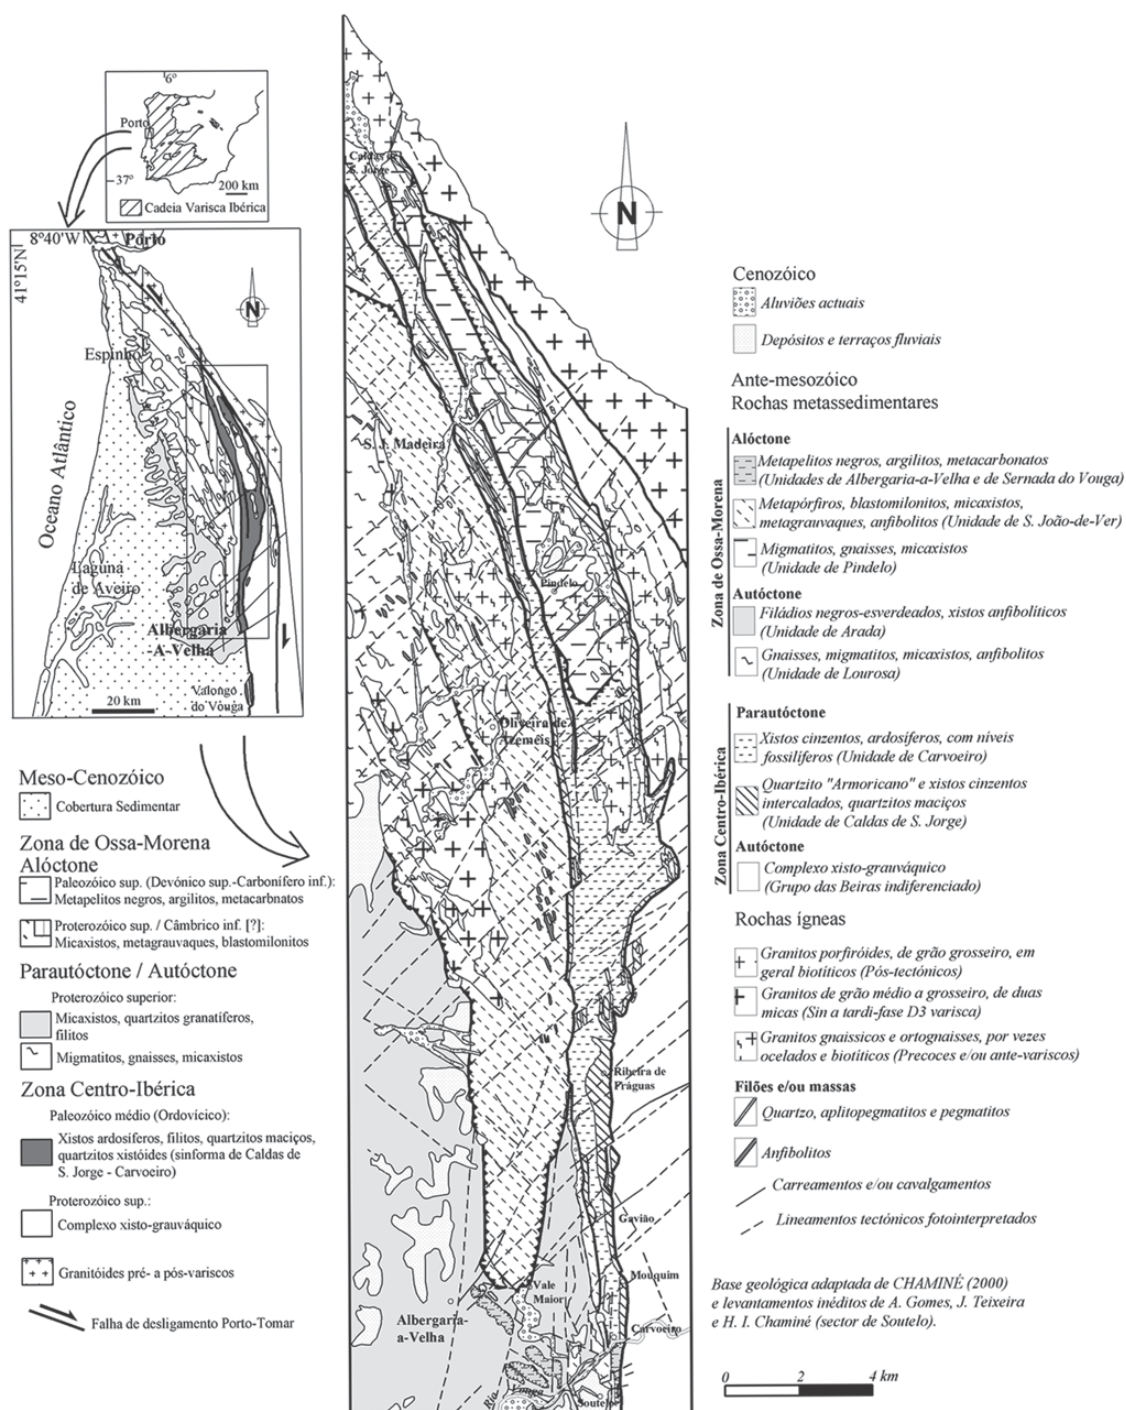 6º
Porto
37º
200 km
Cadeia Varisca Ibérica
8º40'W
Porto
41º15'N
N
Espinho
Oceano Atlântico
Laguna
de Aveiro
Albergaria
-A-Velha
Valongo
do Vouga
20 km
Meso-Cenozóico
Cobertura Sedimentar
Zona de Ossa-Morena
Alóctone
Paleozóico sup. (Devónico sup.-Carbonífero inf.):
Metapelitos negros, argilitos, metacarbnatos
Proterozóico sup. / Câmbrico inf. [?]:
Micaxistos, metagrauvaques, blastomilonitos
Parautóctone / Autóctone
Proterozóico superior:
Micaxistos, quartzitos granatíferos,
filitos
Migmatitos, gnaisses, micaxistos
Zona Centro-Ibérica
Paleozóico médio (Ordovícico):
Xistos ardosíferos, filitos, quartzitos maciços,
quartzitos xistóides (sinforma de Caldas de
S. Jorge - Carvoeiro)
Proterozóico sup.:
Complexo xisto-grauváquico
Granitóides pré- a pós-variscos
Falha de desligamento Porto-Tomar
Caldas de
S. Jorge
S. J. Madeira
Pindelo
Oliveira de
Azeméis
Ribeira de
Fráguas
Gavião
Mouquim
Vale
Maior
Carvoeiro
Albergaria-
a-Velha
Rio
Vouga
Soutelo
N
Cenozóico
Aluviões actuais
Depósitos e terraços fluviais
Ante-mesozóico
Rochas metassedimentares
Zona de Ossa-Morena
Alóctone
Metapelitos negros, argilitos, metacarbonatos
(Unidades de Albergaria-a-Velha e de Sernada do Vouga)
Metapórfiros, blastomilonitos, micaxistos,
metagrauvaques, anfibolitos (Unidade de S. João-de-Ver)
Migmatitos, gnaisses, micaxistos
(Unidade de Pindelo)
Autóctone
Filádios negros-esverdeados, xistos anfibolíticos
(Unidade de Arada)
Gnaisses, migmatitos, micaxistos, anfibolitos
(Unidade de Lourosa)
Zona Centro-Ibérica
Parautóctone
Xistos cinzentos, ardosíferos, com níveis
fossilíferos (Unidade de Carvoeiro)
Quartzito "Armoricano" e xistos cinzentos
intercalados, quartzitos maciços
(Unidade de Caldas de S. Jorge)
Autóctone
Complexo xisto-grauváquico
(Grupo das Beiras indiferenciado)
Rochas ígneas
Granitos porfiróides, de grão grosseiro, em
geral biotíticos (Pós-tectónicos)
Granitos de grão médio a grosseiro, de duas
micas (Sin a tardi-fase D3 varisca)
Granitos gnaissicos e ortognaisses, por vezes
ocelados e biotíticos (Precoces e/ou ante-variscos)
Filões e/ou massas
Quartzo, aplitopegmatitos e pegmatitos
Anfibolitos
Carreamentos e/ou cavalgamentos
Lineamentos tectónicos fotointerpretados
Base geológica adaptada de CHAMINÉ (2000)
e levantamentos inéditos de A. Gomes, J. Teixeira
e H. I. Chaminé (sector de Soutelo).
0 2 4 km